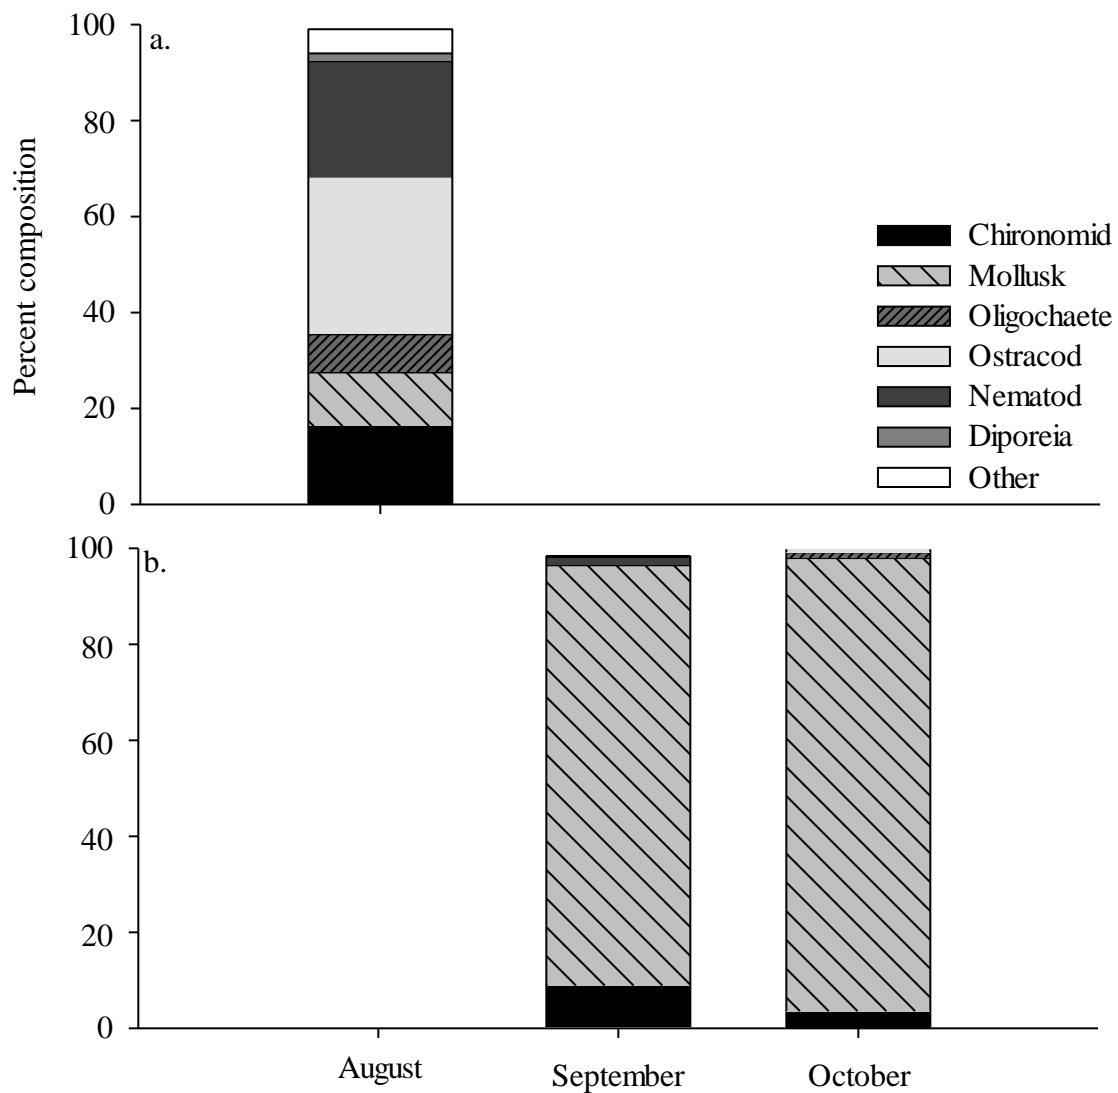 100
80
60
40
20
0
Percent composition
a.
Chironomid
Mollusk
Oligochaete
Ostracod
Nematod
Diporeia
Other
100
80
60
40
20
0
b.
August
September
October